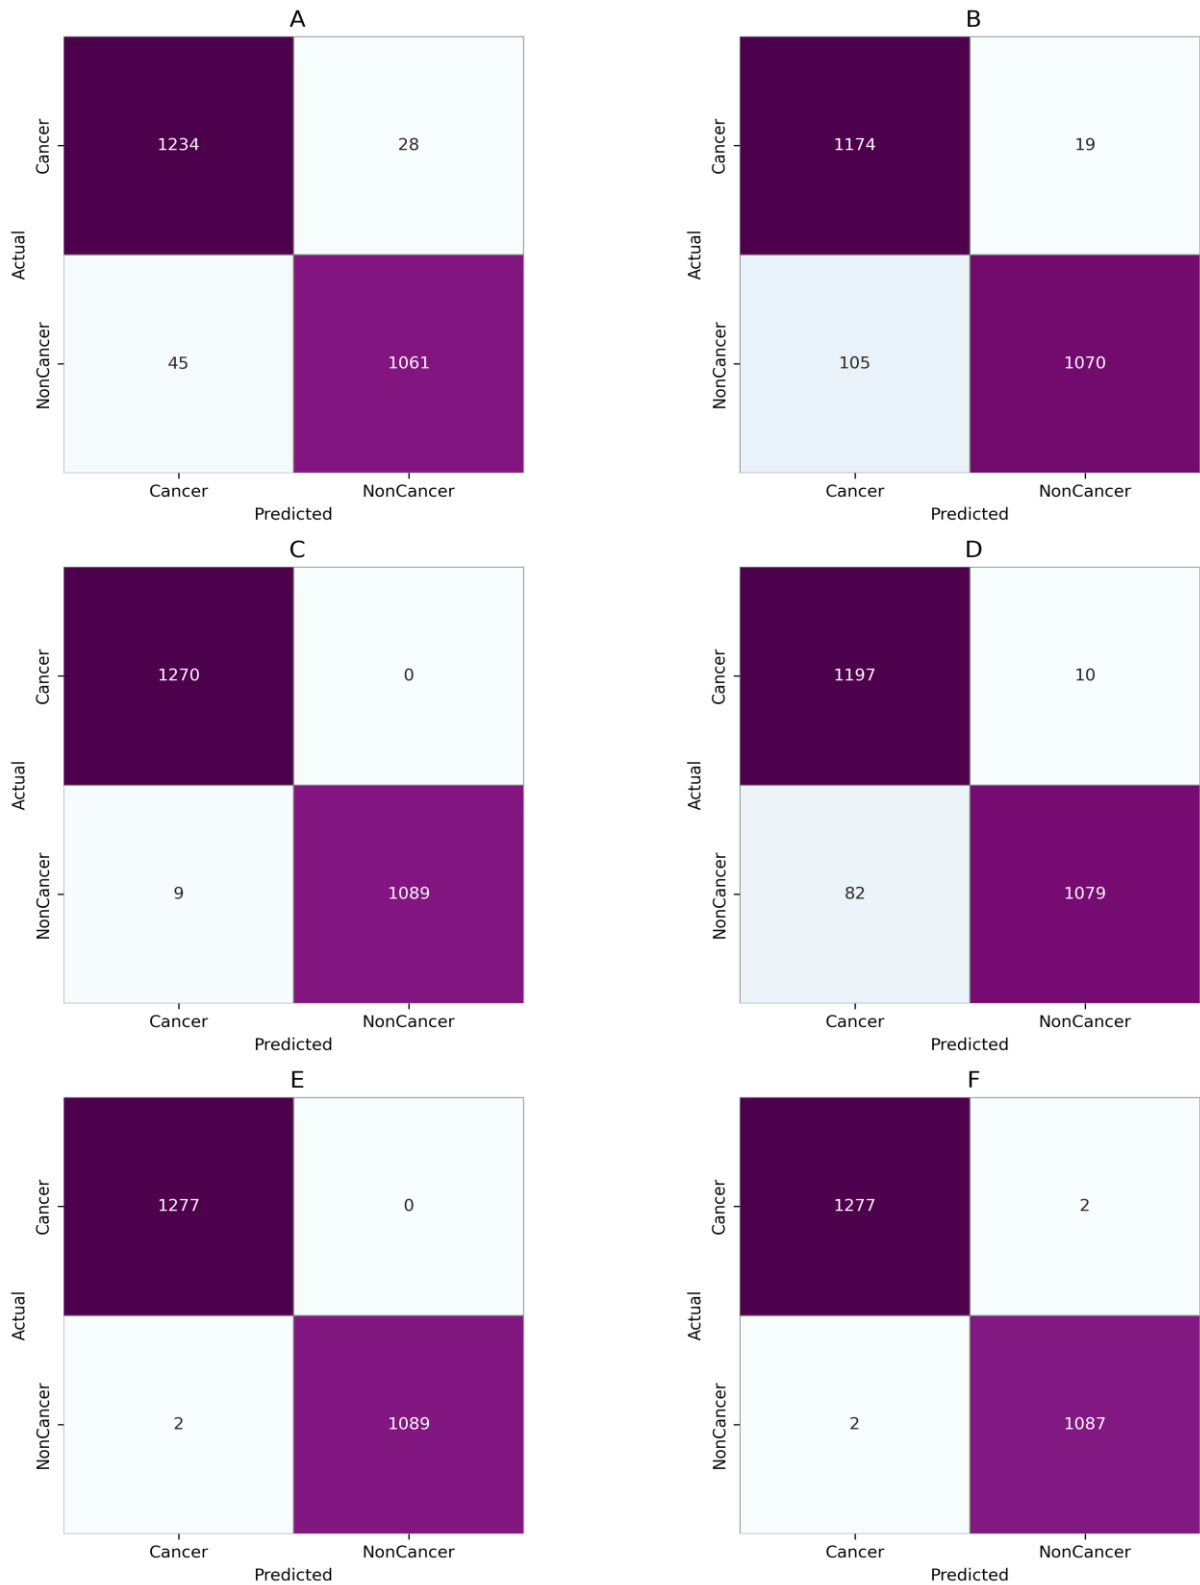 A
Actual
Cancer
NonCancer
1234 28
45 1061
Cancer NonCancer
Predicted
B
Actual
Cancer
NonCancer
1174 19
105 1070
Cancer NonCancer
Predicted
C
Actual
Cancer
NonCancer
1270 0
9 1089
Cancer NonCancer
Predicted
D
Actual
Cancer
NonCancer
1197 10
82 1079
Cancer NonCancer
Predicted
E
Actual
Cancer
NonCancer
1277 0
2 1089
Cancer NonCancer
Predicted
F
Actual
Cancer
NonCancer
1277 2
2 1087
Cancer NonCancer
Predicted